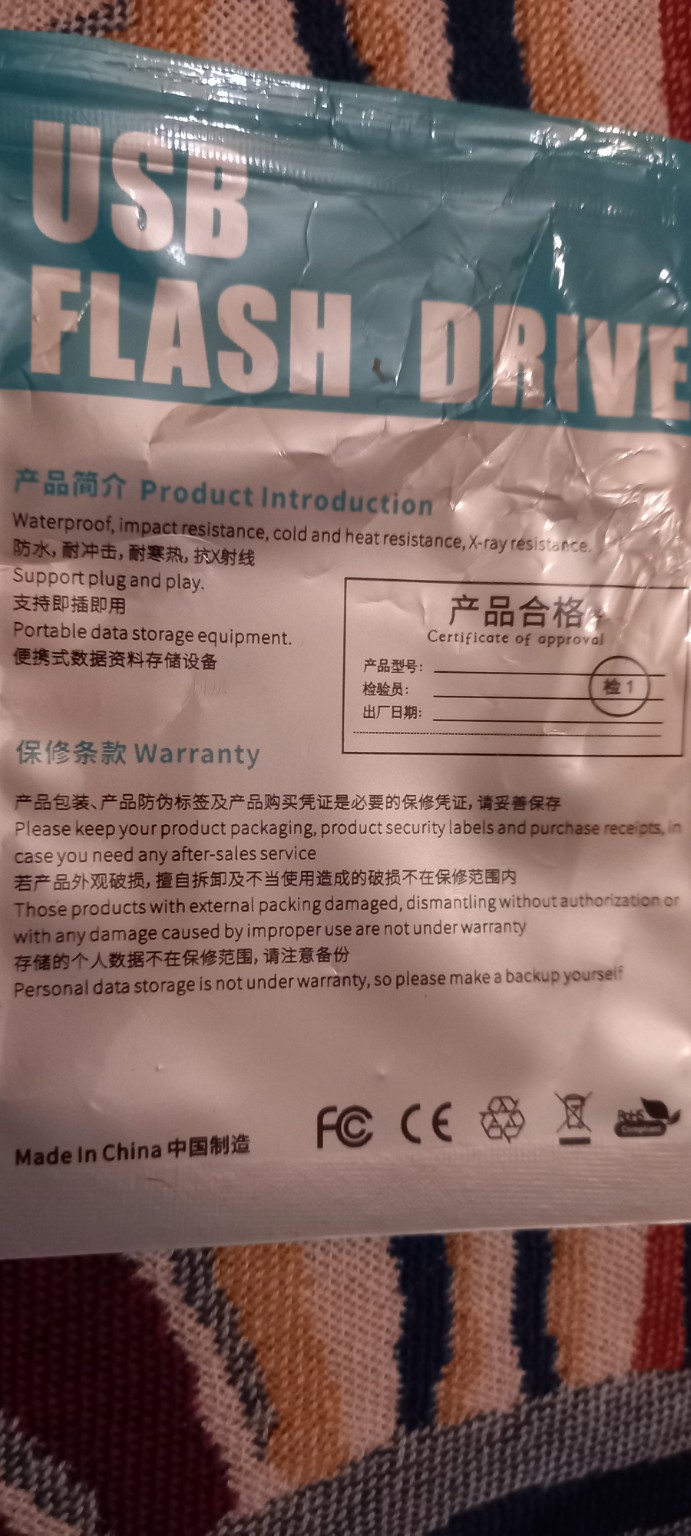 USB
FLASH DRIVE
产品简介 Product Introduction
Waterproof, impact resistance, cold and heat resistance, X-ray resistance.
防水，耐冲击，耐寒热，抗X射线
Support plug and play.
支持即插即用
Portable data storage equipment.
便携式数据资料存储设备
产品合格
Certificate of approval
产品型号：
检验员：
检 1
出厂日期：
保修条款 Warranty
产品包装、产品防伪标签及产品购买凭证是必要的保修凭证，请妥善保存
Please keep your product packaging, product security labels and purchase receipts, in
case you need any after-sales service
若产品外观破损，擅自拆卸及不当使用造成的破损不在保修范围内
Those products with external packing damaged, dismantling without authorization or
with any damage caused by improper use are not under warranty
存储的个人数据不在保修范围，请注意备份
Personal data storage is not under warranty, so please make a backup yourself
Made In China 中国制造
FC CE RoHS
Compliant